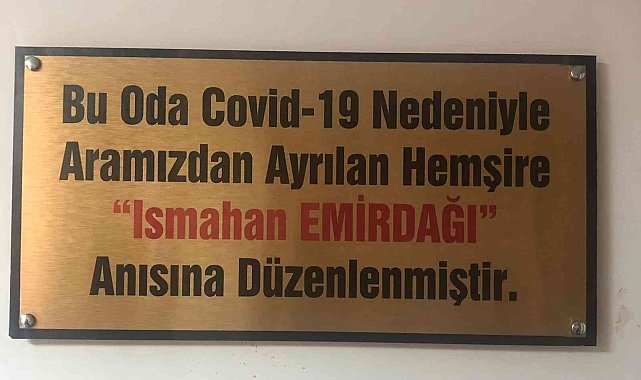 Bu Oda Covid-19 Nedeniyle
Aramızdan Ayrılan Hemşire
“Ismahan EMİRDAĞI”
Anısına Düzenlenmiştir.